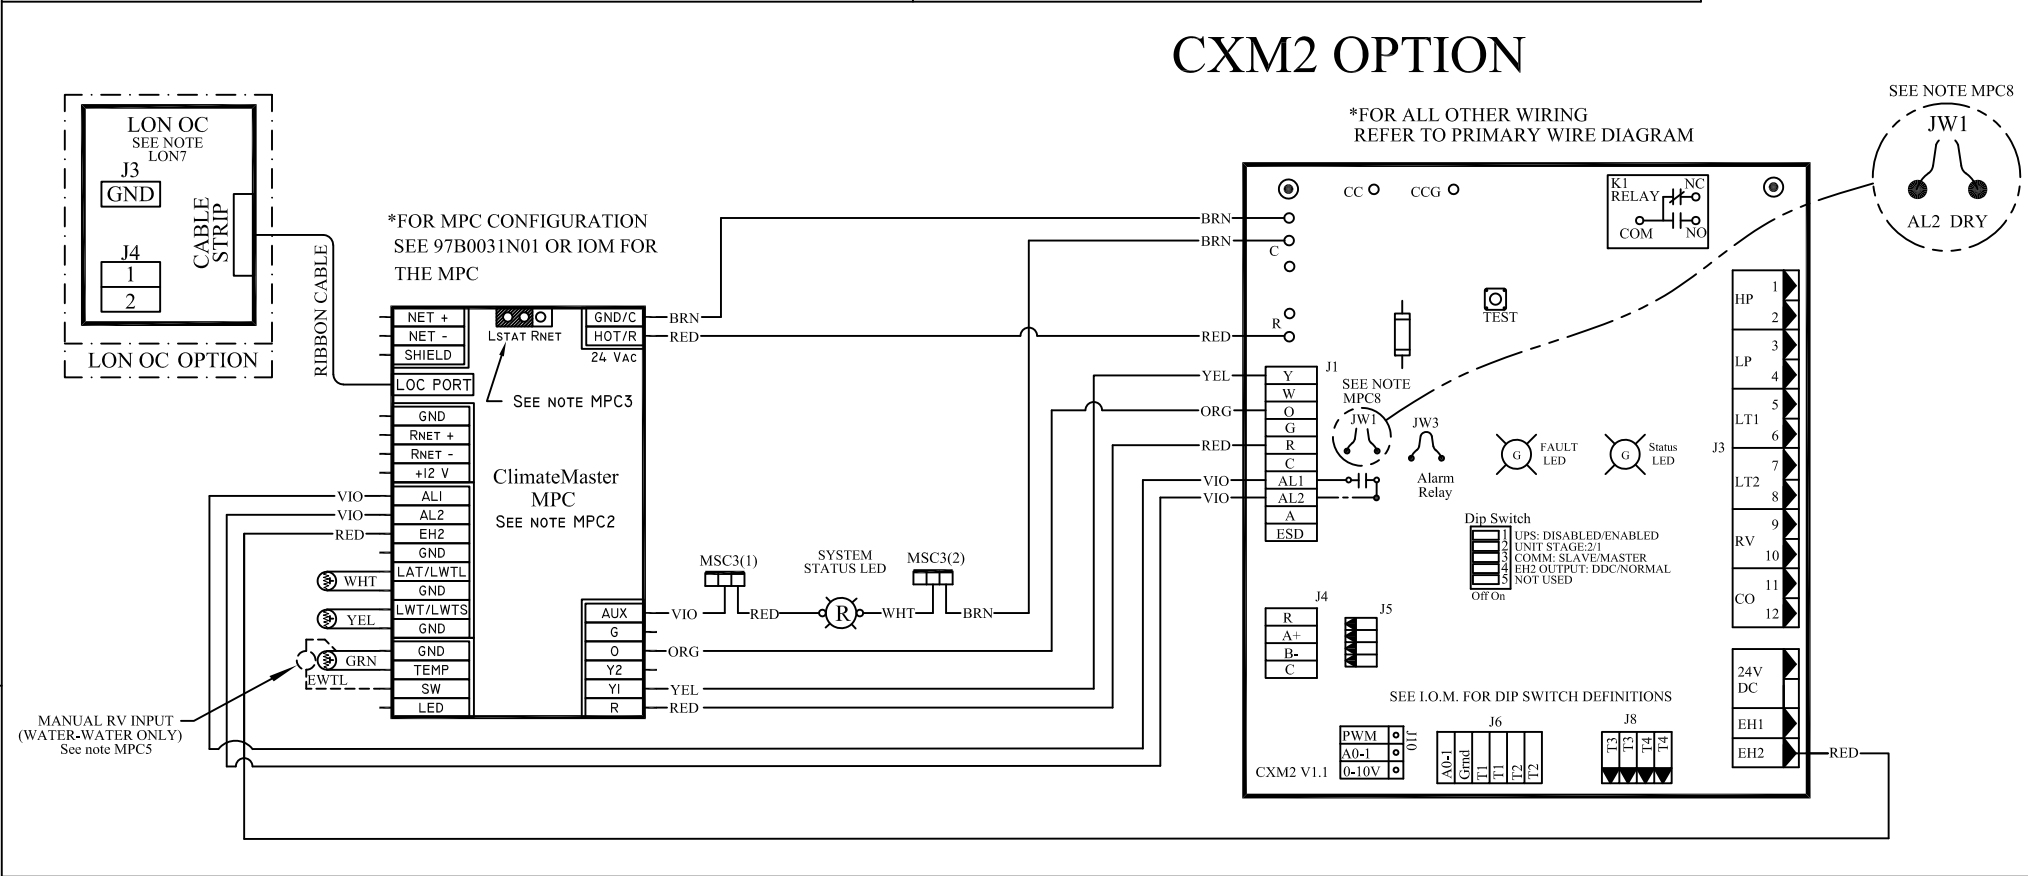 CXM2 OPTION
*FOR ALL OTHER WIRING
REFER TO PRIMARY WIRE DIAGRAM
SEE NOTE MPC8
JW1
AL2 DRY
LON OC
SEE NOTE
LON7
J3
GND
J4
1
2
CABLE
STRIP
LON OC OPTION
RIBBON CABLE
*FOR MPC CONFIGURATION
SEE 97B0031N01 OR IOM FOR
THE MPC
NET +
NET -
SHIELD
LOC PORT
GND
RNET +
RNET -
+12 V
AL1
AL2
EH2
GND
LAT/LWTL
GND
LWT/LWTS
GND
GND
TEMP
SW
LED
LSTAT RNET
SEE NOTE MPC3
GND/C
HOT/R
24 VAC
ClimateMaster
MPC
SEE NOTE MPC2
AUX
G
O
Y2
Y1
R
VIO
VIO
RED
WHT
YEL
GRN
EWTL
MANUAL RV INPUT
(WATER-WATER ONLY)
See note MPC5
BRN
RED
VIO
ORG
YEL
RED
MSC3(1)
RED
SYSTEM
STATUS LED
R
WHT
MSC3(2)
BRN
BRN
BRN
RED
YEL
ORG
RED
VIO
VIO
CC
CCG
C
R
K1
RELAY
NC
COM
NO
TEST
J1
Y
W
O
G
R
C
AL1
AL2
A
ESD
SEE NOTE
MPC8
JW1
JW3
Alarm
Relay
G
FAULT
LED
G
Status
LED
Dip Switch
1 UPS: DISABLED/ENABLED
2 UNIT STAGE:2/1
3 COMM: SLAVE/MASTER
4 EH2 OUTPUT: DDC/NORMAL
5 NOT USED
Off On
J4
R
A+
B-
C
J5
SEE I.O.M. FOR DIP SWITCH DEFINITIONS
CXM2 V1.1
PWM
A0-1
0-10V
J10
J6
A0-1
Grnd
T1
T1
T2
T2
J8
T3
T3
T4
T4
J3
HP
1
2
LP
3
4
LT1
5
6
LT2
7
8
RV
9
10
CO
11
12
24V
DC
EH1
EH2
RED